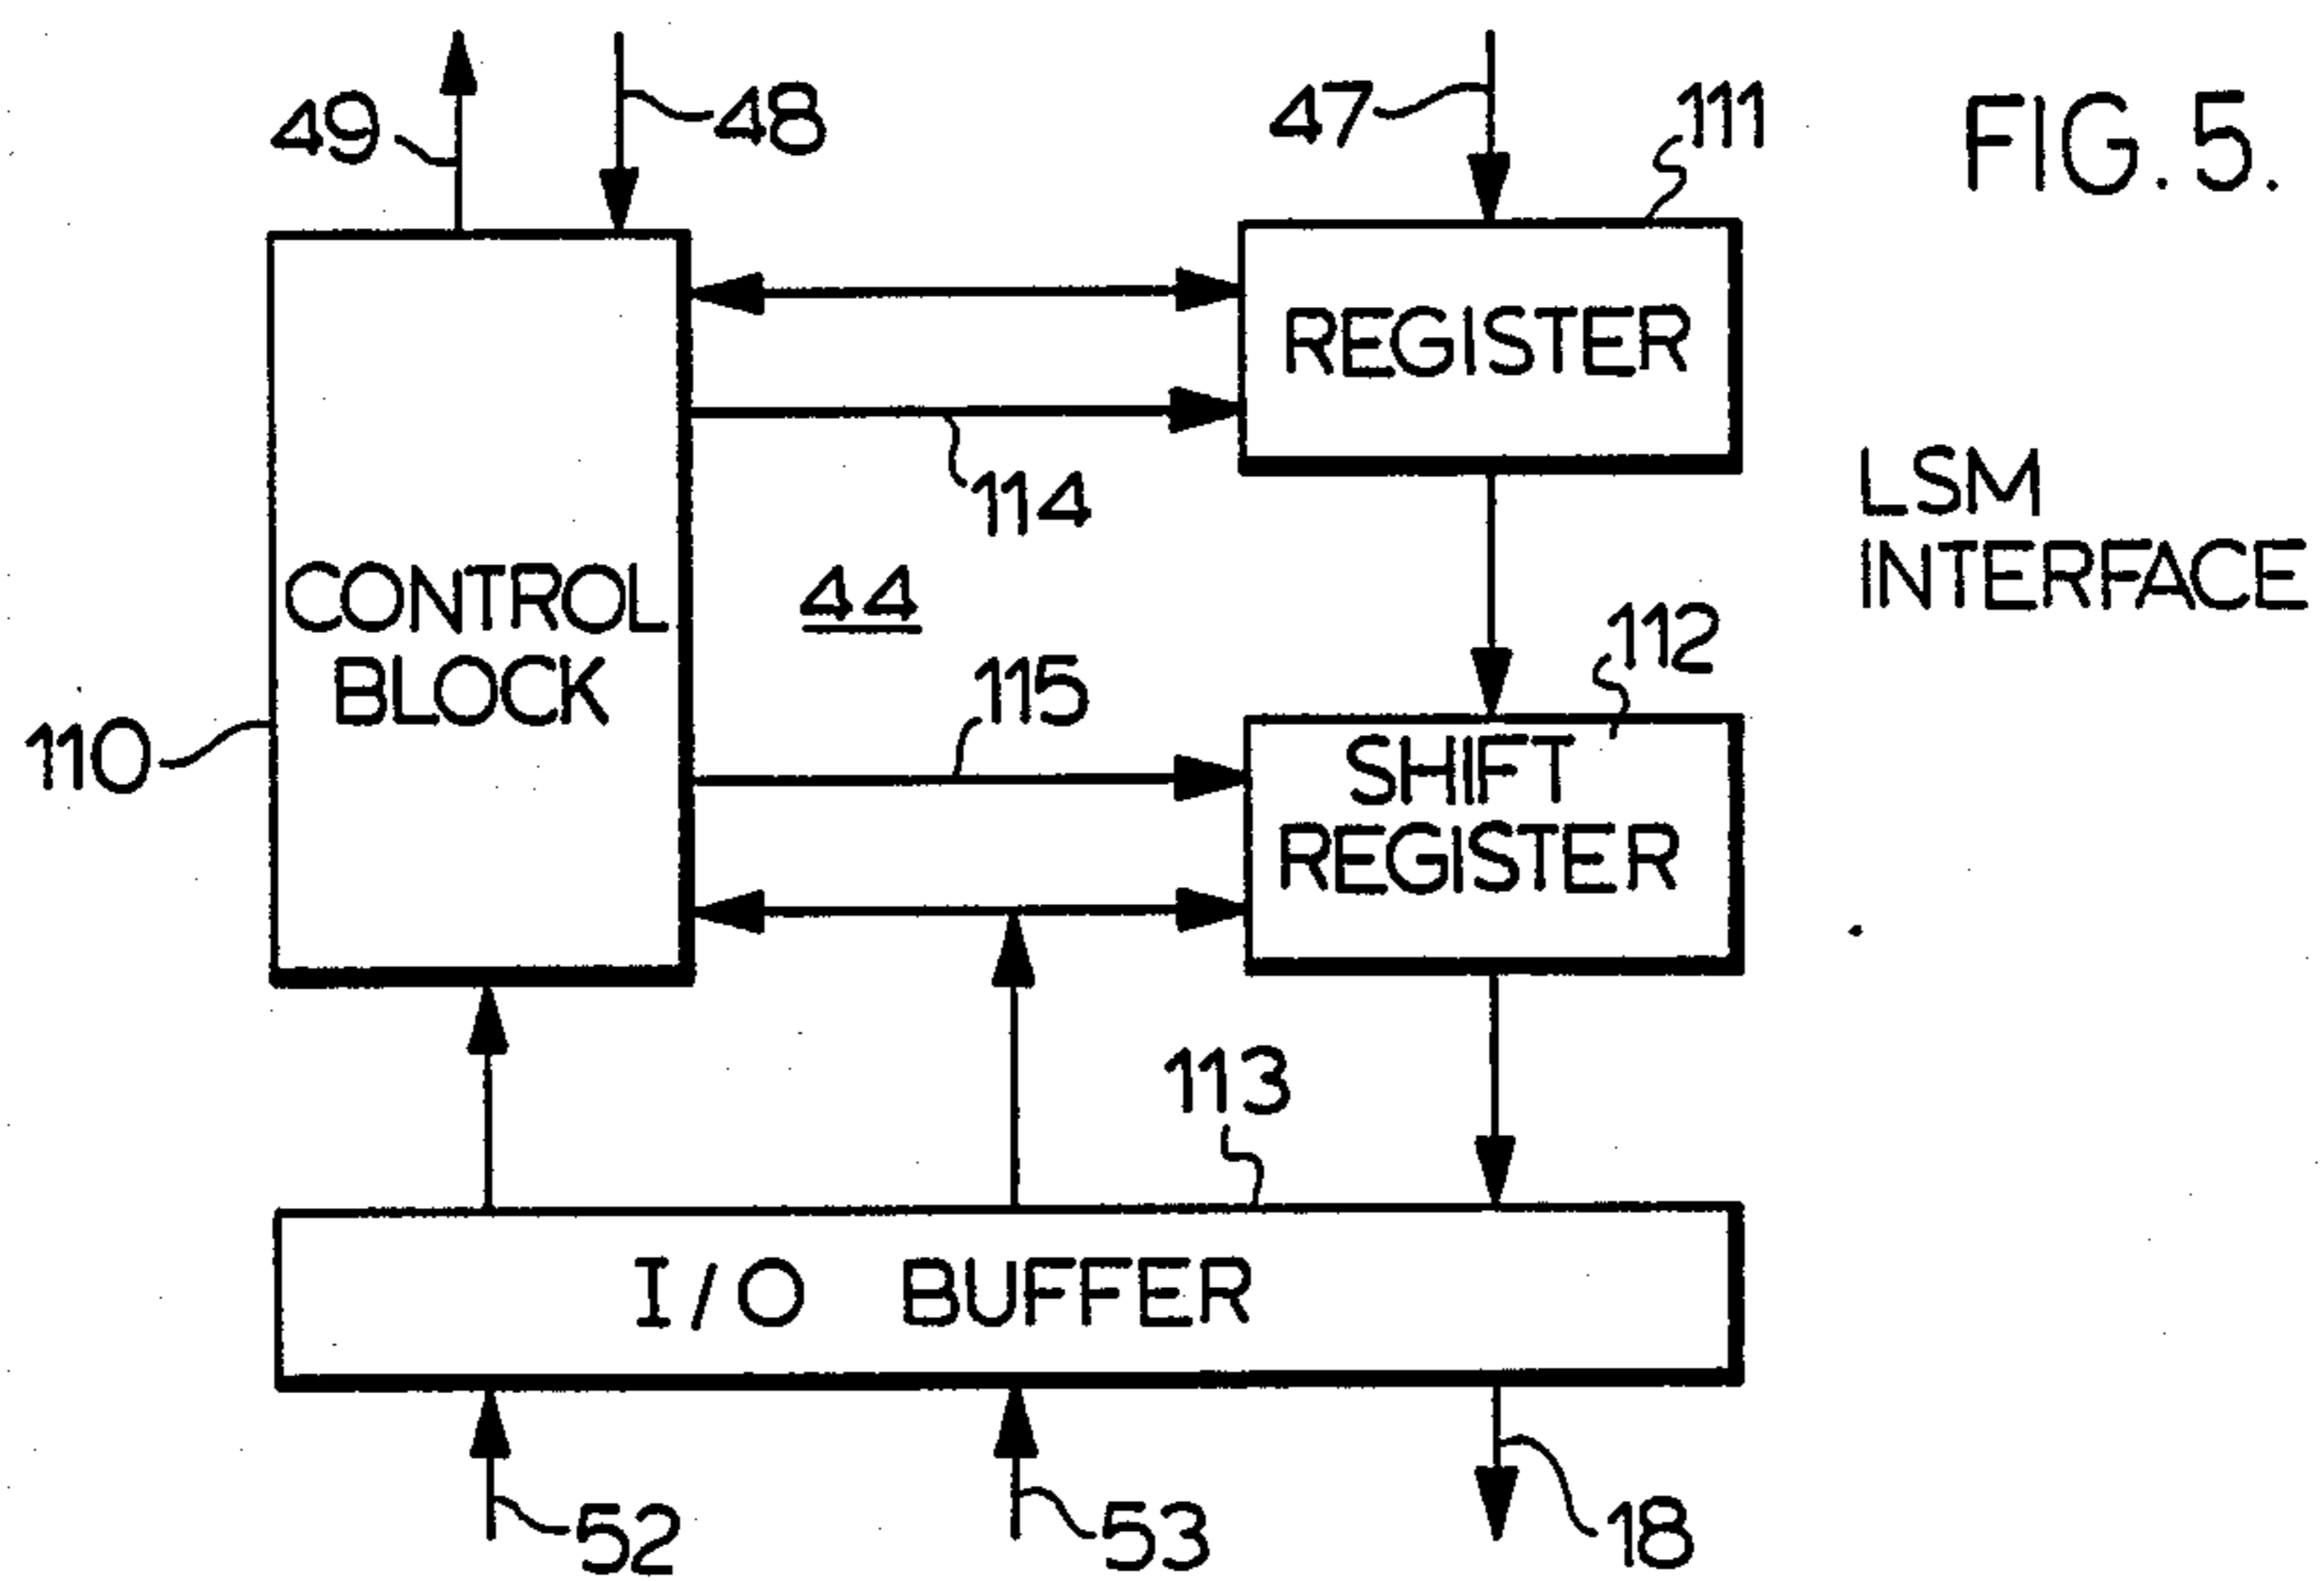 FIG. 5.
49
48
47
111
REGISTER
114
LSM
INTERFACE
CONTROL
BLOCK
44
110
115
112
SHIFT
REGISTER
113
I/O BUFFER
52
53
18